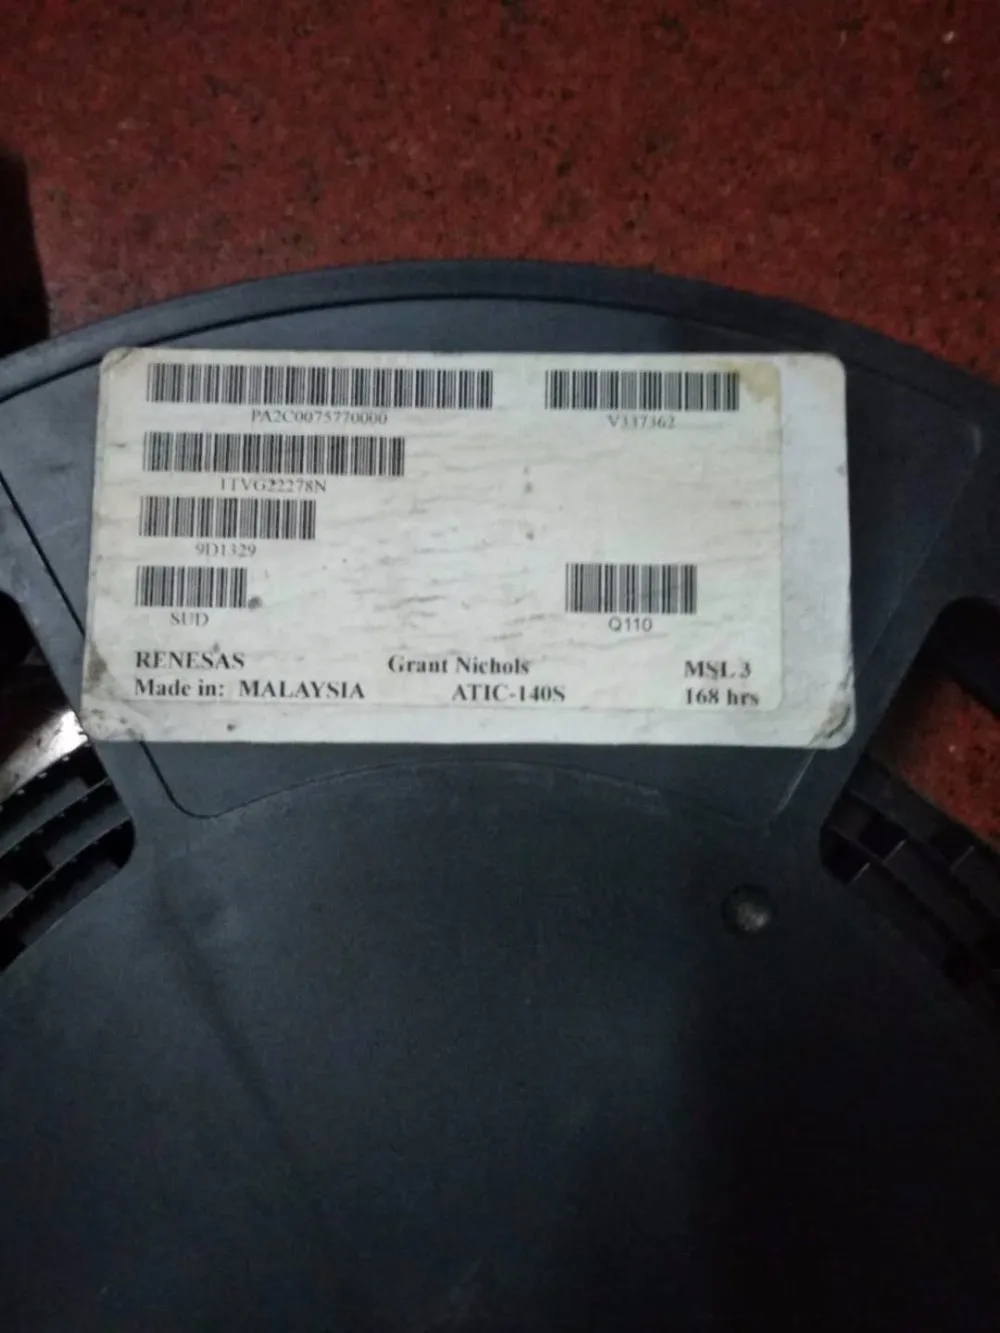 PA2C0075770000 V337362
1TVG22278N
9D1329
SUD Q110
RENESAS Grant Nichols MSL 3
Made in: MALAYSIA ATIC-140S 168 hrs